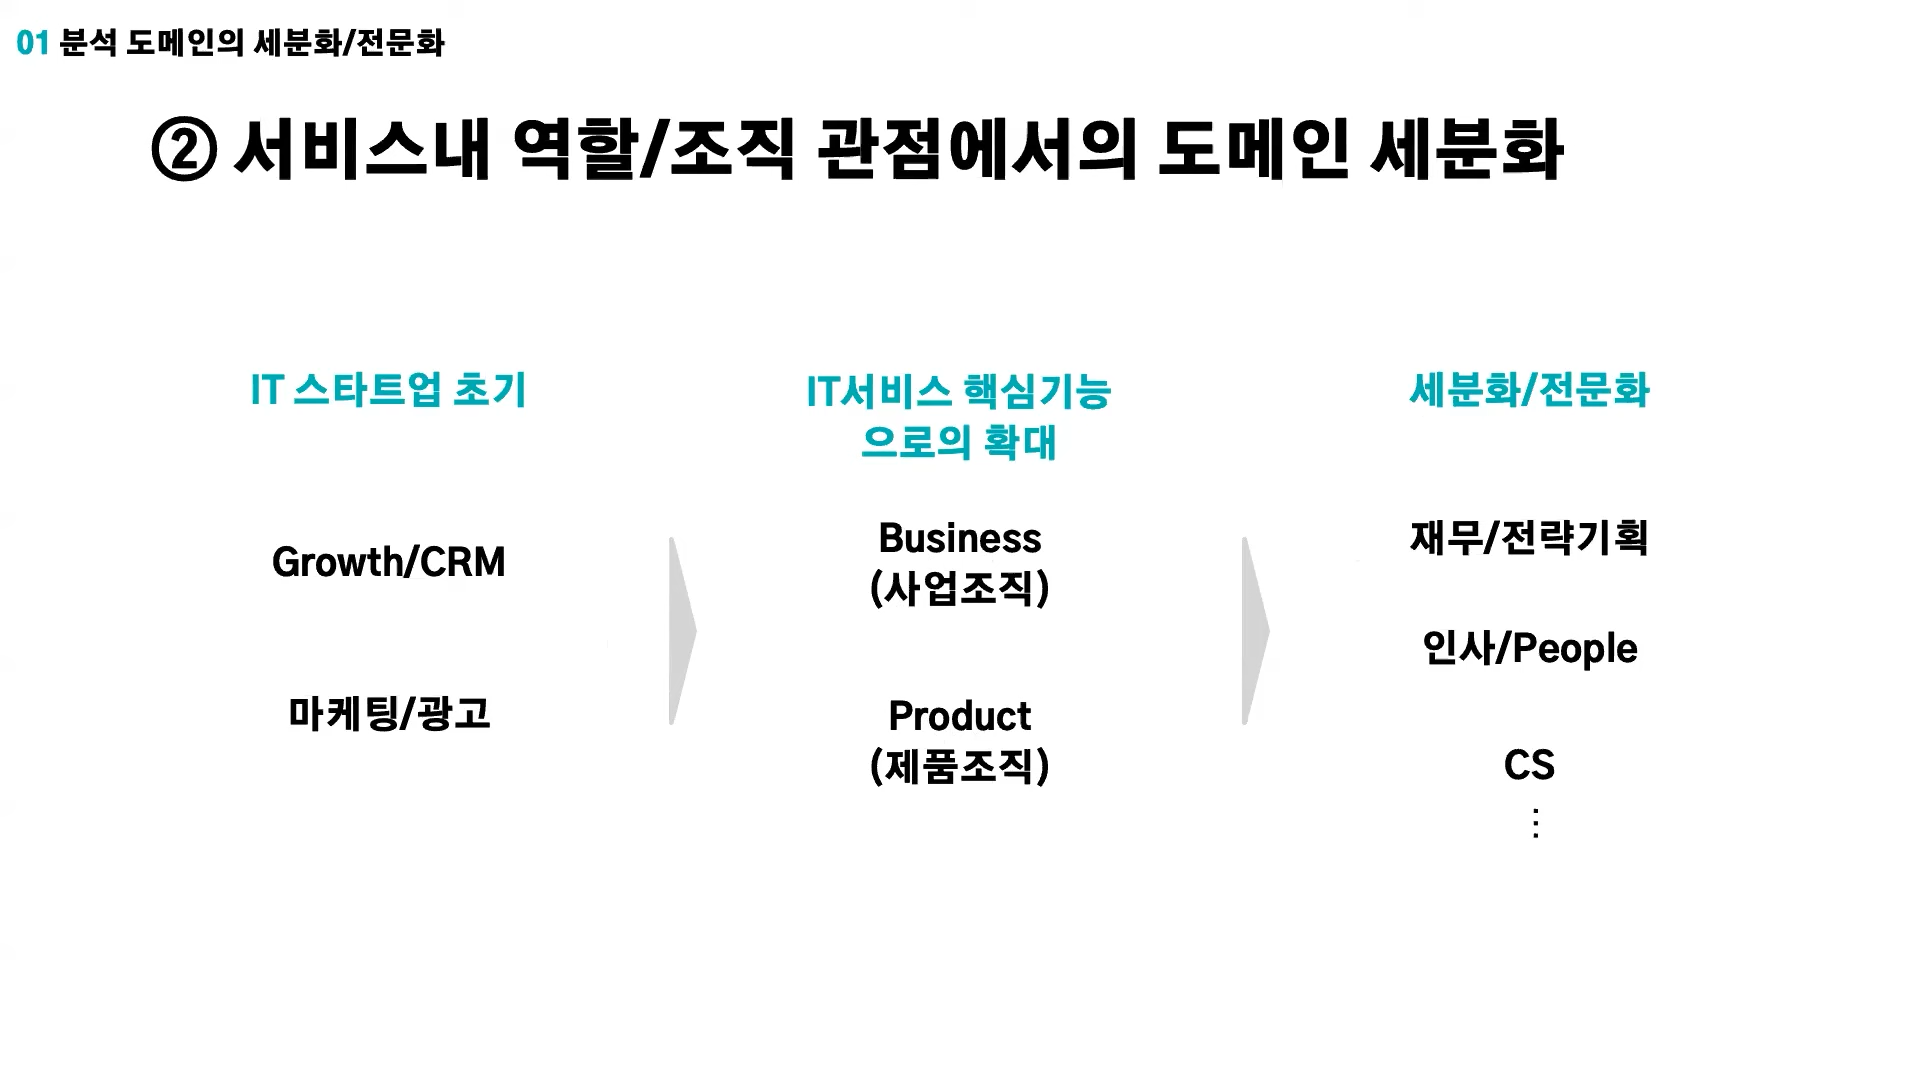 01 분석 도메인의 세분화/전문화
② 서비스내 역할/조직 관점에서의 도메인 세분화
IT 스타트업 초기
Growth/CRM
마케팅/광고
IT서비스 핵심기능
으로의 확대
Business
(사업조직)
Product
(제품조직)
세분화/전문화
재무/전략기획
인사/People
CS
⋮